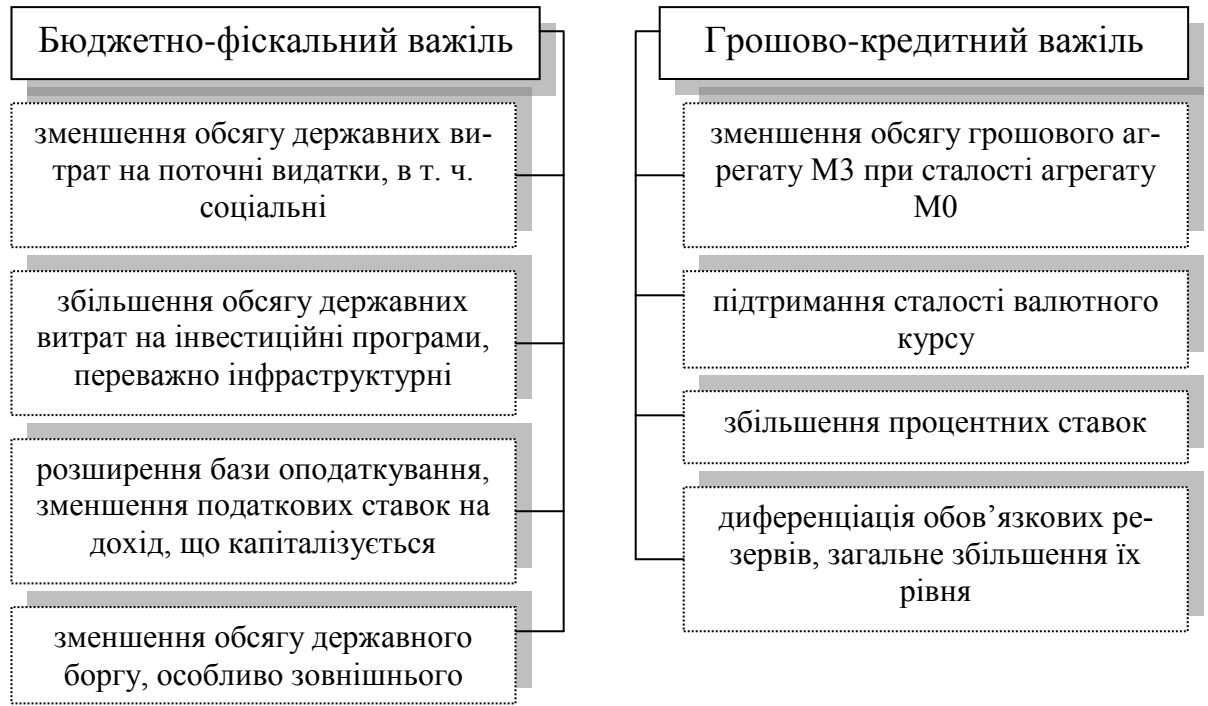 Бюджетно-фіскальний важіль
зменшення обсягу державних ви-
трат на поточні видатки, в т. ч.
соціальні
збільшення обсягу державних
витрат на інвестиційні програми,
переважно інфраструктурні
розширення бази оподаткування,
зменшення податкових ставок на
дохід, що капіталізується
зменшення обсягу державного
боргу, особливо зовнішнього
Грошово-кредитний важіль
зменшення обсягу грошового аг-
регату М3 при сталості агрегату
М0
підтримання сталості валютного
курсу
збільшення процентних ставок
диференціація обов’язкових ре-
зервів, загальне збільшення їх
рівня